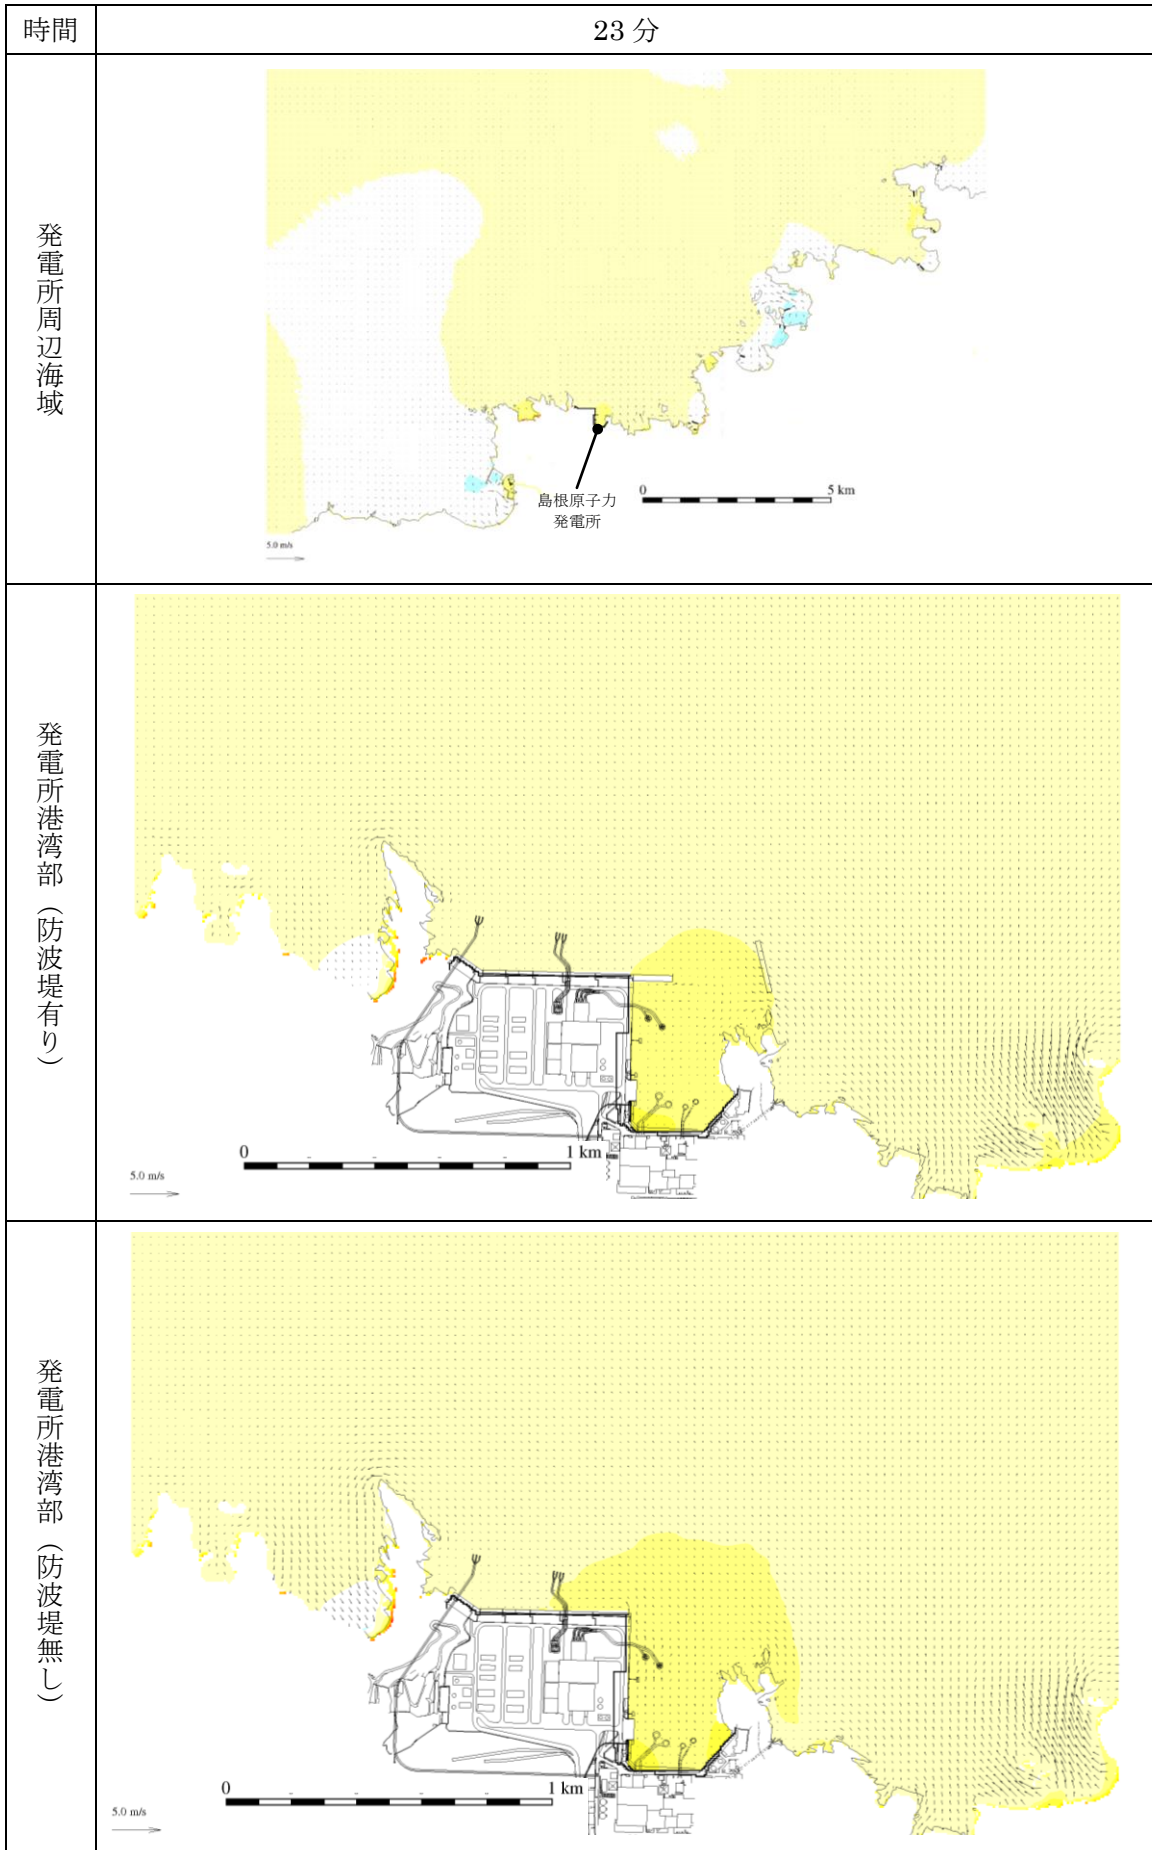 時間
23 分
発電所周辺海域
島根原子力
発電所
0
5 km
5.0 m/s
発電所港湾部（防波堤有り）
0
1 km
5.0 m/s
発電所港湾部（防波堤無し）
0
1 km
5.0 m/s